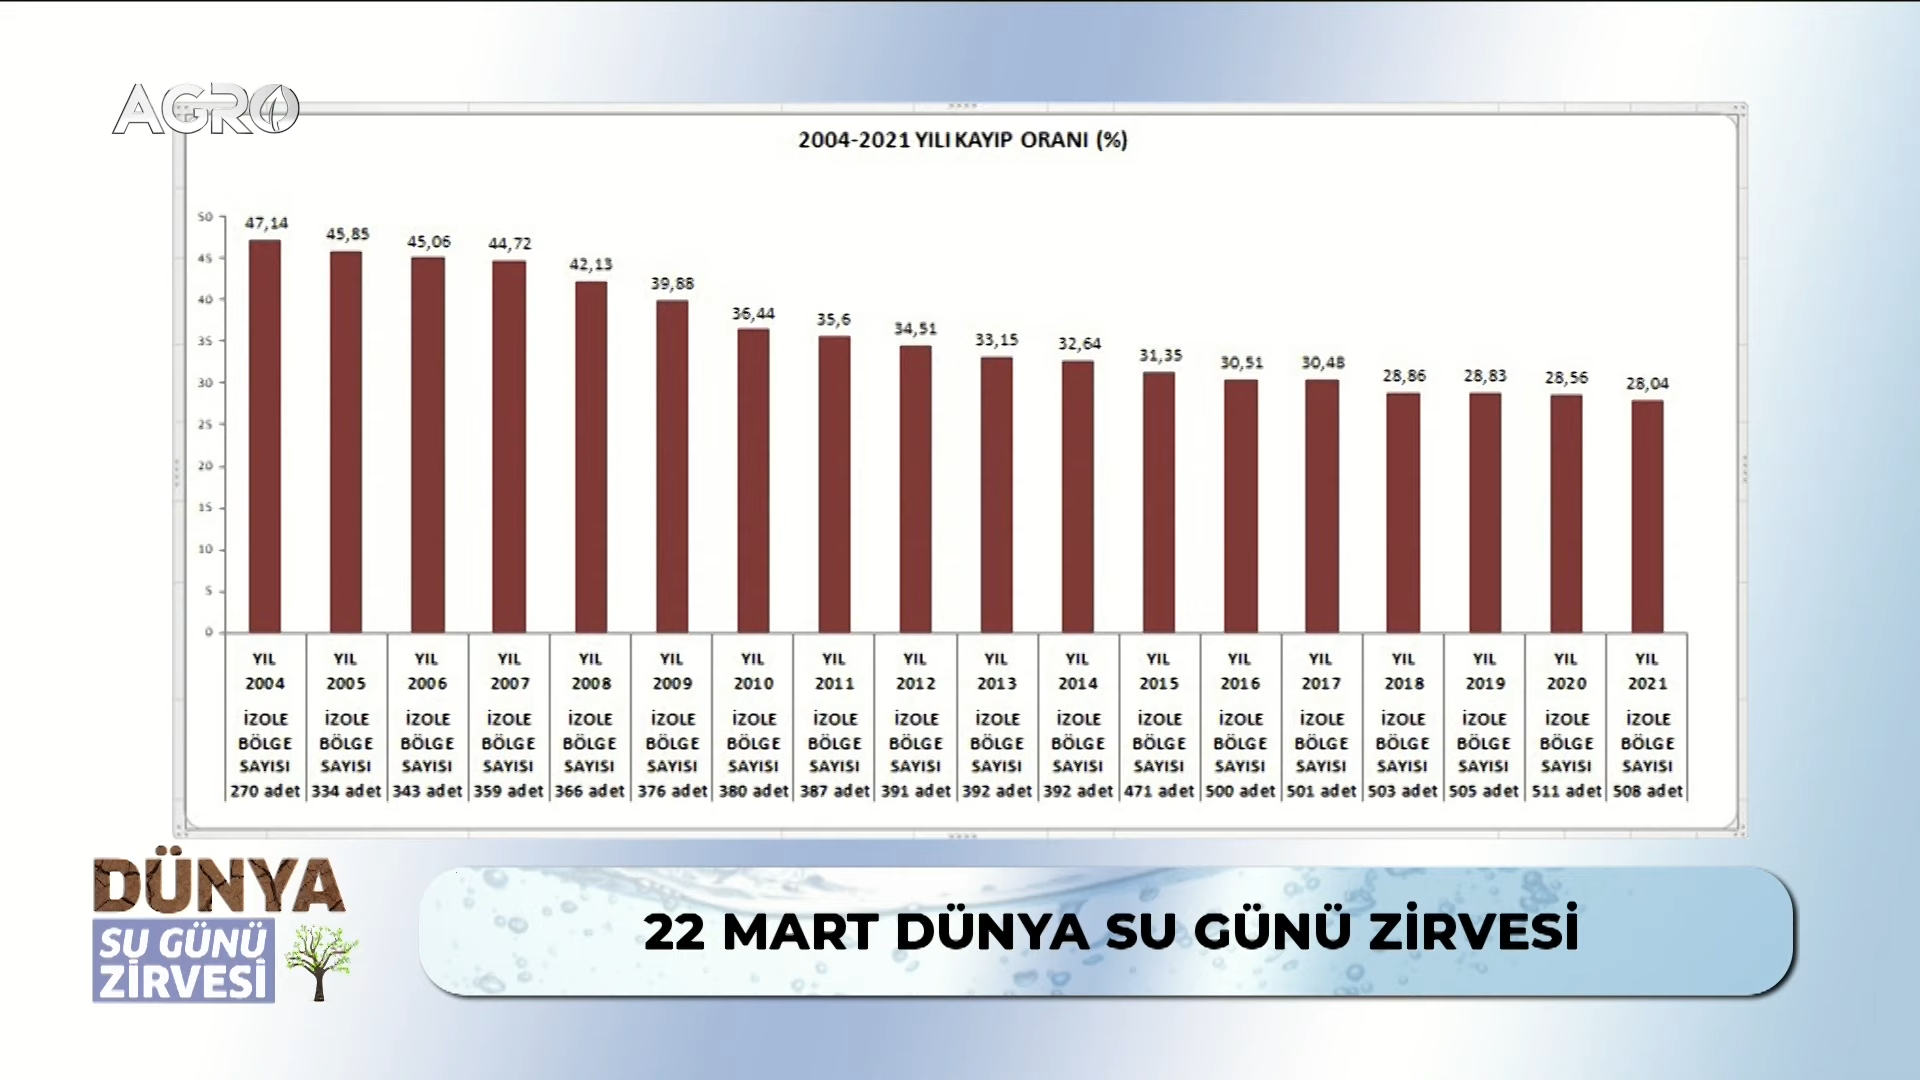 AGRO
2004-2021 YILI KAYIP ORANI (%)
50
45
40
35
30
25
20
15
10
5
0
47,14
45,85
45,06
44,72
42,13
39,88
36,44
35,6
34,51
33,15
32,64
31,35
30,51
30,48
28,86
28,83
28,56
28,04
YIL YIL YIL YIL YIL YIL YIL YIL YIL YIL YIL YIL YIL YIL YIL YIL YIL YIL
2004 2005 2006 2007 2008 2009 2010 2011 2012 2013 2014 2015 2016 2017 2018 2019 2020 2021
İZOLE İZOLE İZOLE İZOLE İZOLE İZOLE İZOLE İZOLE İZOLE İZOLE İZOLE İZOLE İZOLE İZOLE İZOLE İZOLE İZOLE İZOLE
BÖLGE BÖLGE BÖLGE BÖLGE BÖLGE BÖLGE BÖLGE BÖLGE BÖLGE BÖLGE BÖLGE BÖLGE BÖLGE BÖLGE BÖLGE BÖLGE BÖLGE BÖLGE
SAYISI SAYISI SAYISI SAYISI SAYISI SAYISI SAYISI SAYISI SAYISI SAYISI SAYISI SAYISI SAYISI SAYISI SAYISI SAYISI SAYISI SAYISI
270 adet 334 adet 343 adet 359 adet 366 adet 376 adet 380 adet 387 adet 391 adet 392 adet 392 adet 471 adet 500 adet 501 adet 503 adet 505 adet 511 adet 508 adet
DÜNYA
SU GÜNÜ
ZİRVESİ
22 MART DÜNYA SU GÜNÜ ZİRVESİ